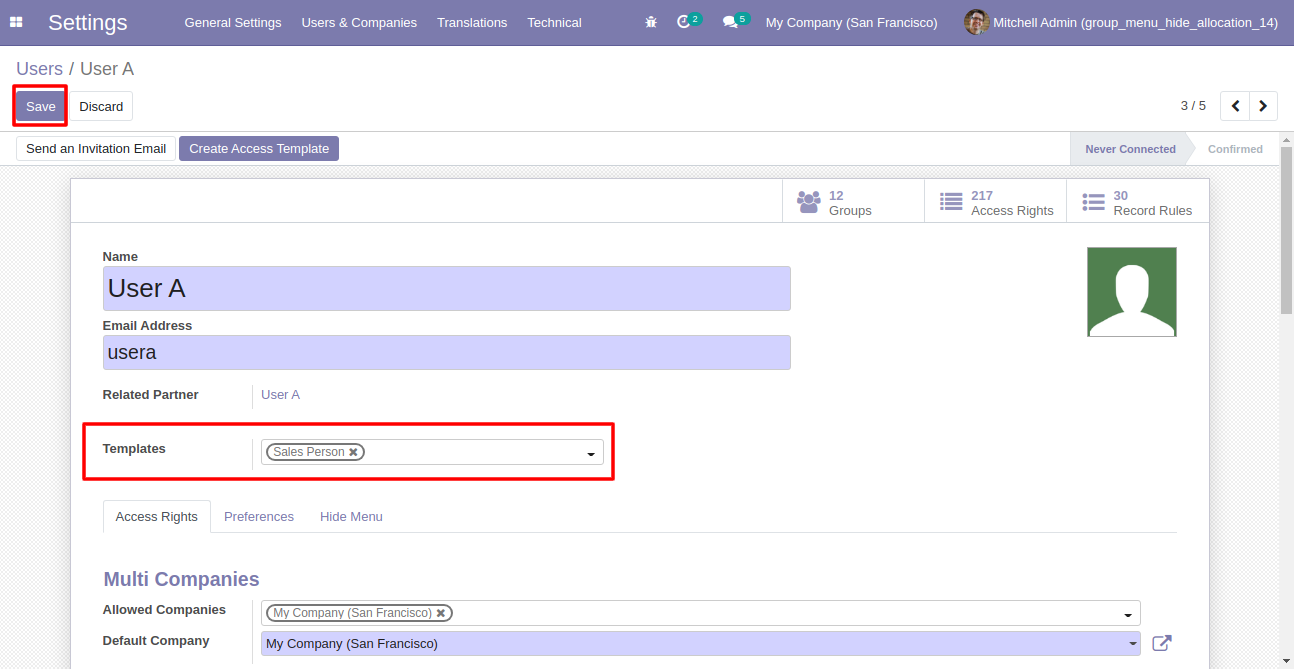 Settings General Settings Users & Companies Translations Technical 2 5 My Company (San Francisco) Mitchell Admin (group_menu_hide_allocation_14)
Users / User A
Save Discard 3 / 5
Send an Invitation Email Create Access Template Never Connected Confirmed
12 217 30
Groups Access Rights Record Rules
Name
User A
Email Address
usera
Related Partner User A
Templates Sales Person ✖
Access Rights Preferences Hide Menu
Multi Companies
Allowed Companies My Company (San Francisco) ✖
Default Company My Company (San Francisco)